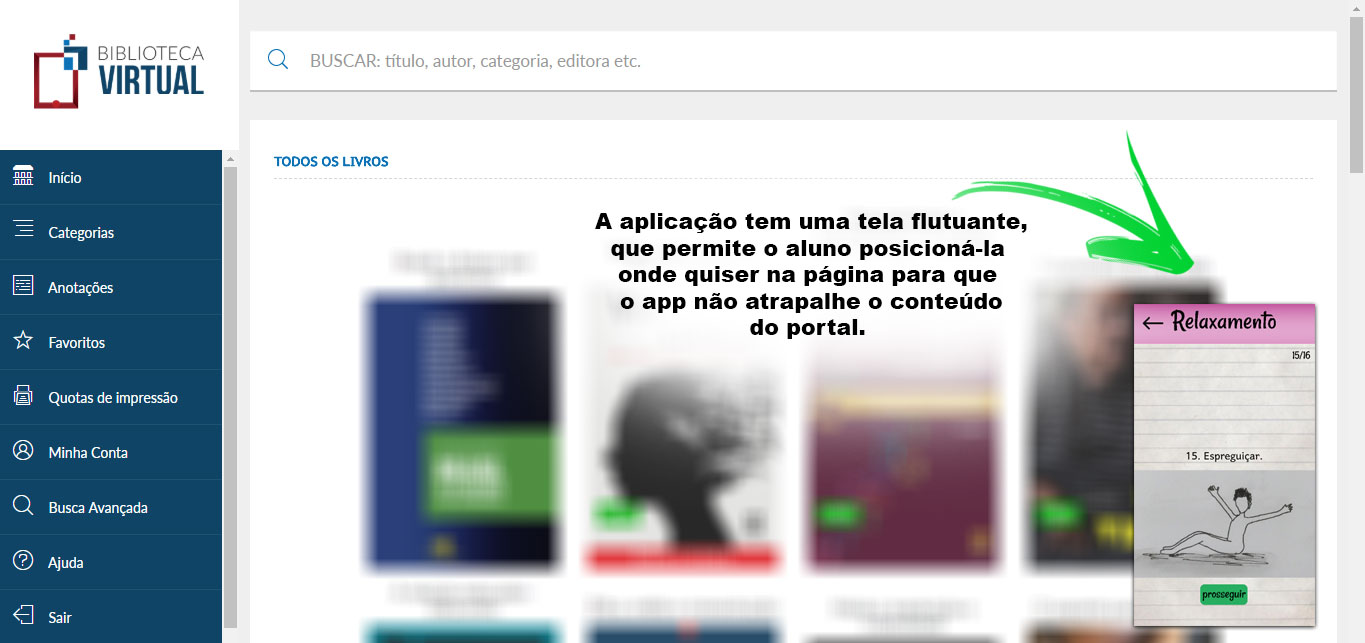 BIBLIOTECA
VIRTUAL
BUSCAR: título, autor, categoria, editora etc.
Início
Categorias
Anotações
Favoritos
Quotas de impressão
Minha Conta
Busca Avançada
Ajuda
Sair
TODOS OS LIVROS
A aplicação tem uma tela flutuante,
que permite o aluno posicioná-la
onde quiser na página para que
o app não atrapalhe o conteúdo
do portal.
Relaxamento
15/16
15. Espreguiçar.
prosseguir